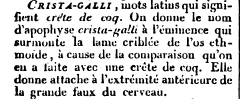 CRISTA-GALLI, mots latins qui signi-
fient crête de coq. On donne le nom
d'apophyse crista-galli à l'éminence qui
surmonte la lame criblée de l'os eth-
moïde, à cause de la comparaison qu'on
en a faite avec une crête de coq. Elle
donne attache à l'extrémité antérieure de
la grande faux du cerveau.